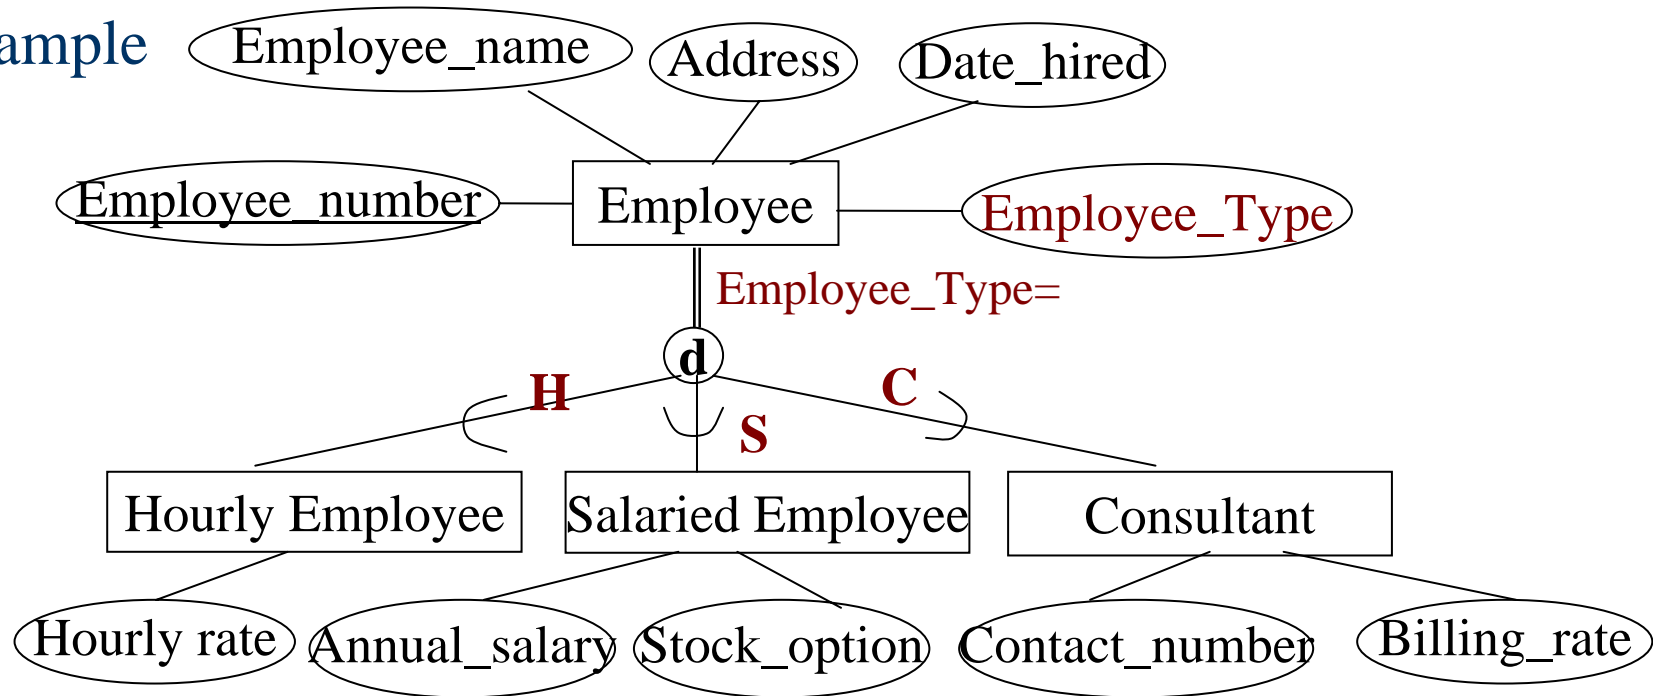 ample
Employee_name
Address
Date_hired
Employee_number
Employee
Employee_Type
Employee_Type=
d
H
S
C
Hourly Employee
Salaried Employee
Consultant
Hourly rate
Annual_salary
Stock_option
Contact_number
Billing_rate